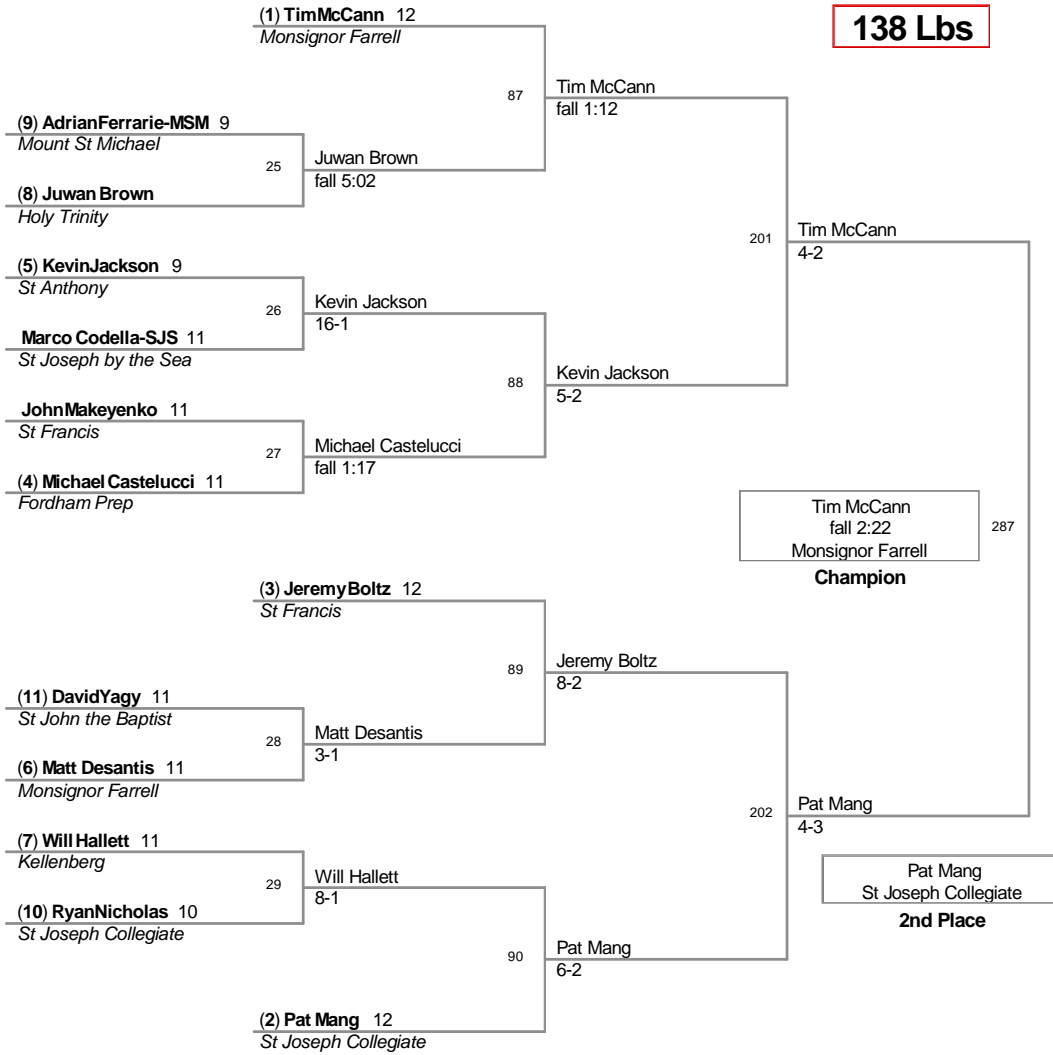 (1) TimMcCann 12
Monsignor Farrell
138 Lbs
87
Tim McCann
fall 1:12
(9) AdrianFerrarie-MSM 9
Mount St Michael
25
Juwan Brown
fall 5:02
(8) Juwan Brown
Holy Trinity
201
Tim McCann
4-2
(5) KevinJackson 9
St Anthony
26
Kevin Jackson
16-1
Marco Codella-SJS 11
St Joseph by the Sea
88
Kevin Jackson
5-2
JohnMakeyenko 11
St Francis
27
Michael Castelucci
fall 1:17
(4) Michael Castelucci 11
Fordham Prep
Tim McCann
fall 2:22
Monsignor Farrell
287
Champion
(3) JeremyBoltz 12
St Francis
89
Jeremy Boltz
8-2
(11) DavidYagy 11
St John the Baptist
28
Matt Desantis
3-1
(6) Matt Desantis 11
Monsignor Farrell
202
Pat Mang
4-3
(7) Will Hallett 11
Kellenberg
29
Will Hallett
8-1
(10) RyanNicholas 10
St Joseph Collegiate
Pat Mang
St Joseph Collegiate
2nd Place
90
Pat Mang
6-2
(2) Pat Mang 12
St Joseph Collegiate